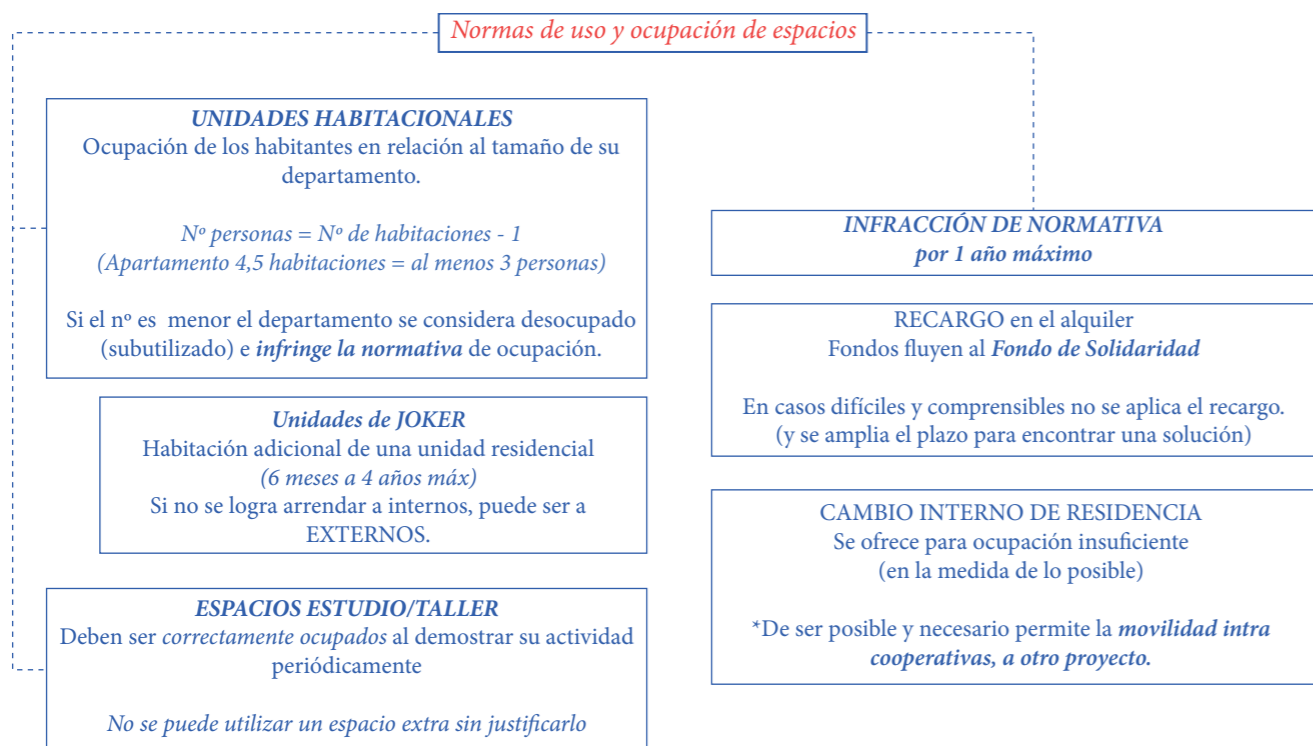 Normas de uso y ocupación de espacios
UNIDADES HABITACIONALES
Ocupación de los habitantes en relación al tamaño de su
departamento.
Nº personas = Nº de habitaciones - 1
(Apartamento 4,5 habitaciones = al menos 3 personas)
Si el nº es menor el departamento se considera desocupado
(subutilizado) e infringe la normativa de ocupación.
Unidades de JOKER
Habitación adicional de una unidad residencial
(6 meses a 4 años máx)
Si no se logra arrendar a internos, puede ser a
EXTERNOS.
ESPACIOS ESTUDIO/TALLER
Deben ser correctamente ocupados al demostrar su actividad
periódicamente
No se puede utilizar un espacio extra sin justificarlo
INFRACCIÓN DE NORMATIVA
por 1 año máximo
RECARGO en el alquiler
Fondos fluyen al Fondo de Solidaridad
En casos difíciles y comprensibles no se aplica el recargo.
(y se amplia el plazo para encontrar una solución)
CAMBIO INTERNO DE RESIDENCIA
Se ofrece para ocupación insuficiente
(en la medida de lo posible)
*De ser posible y necesario permite la movilidad intra
cooperativas, a otro proyecto.